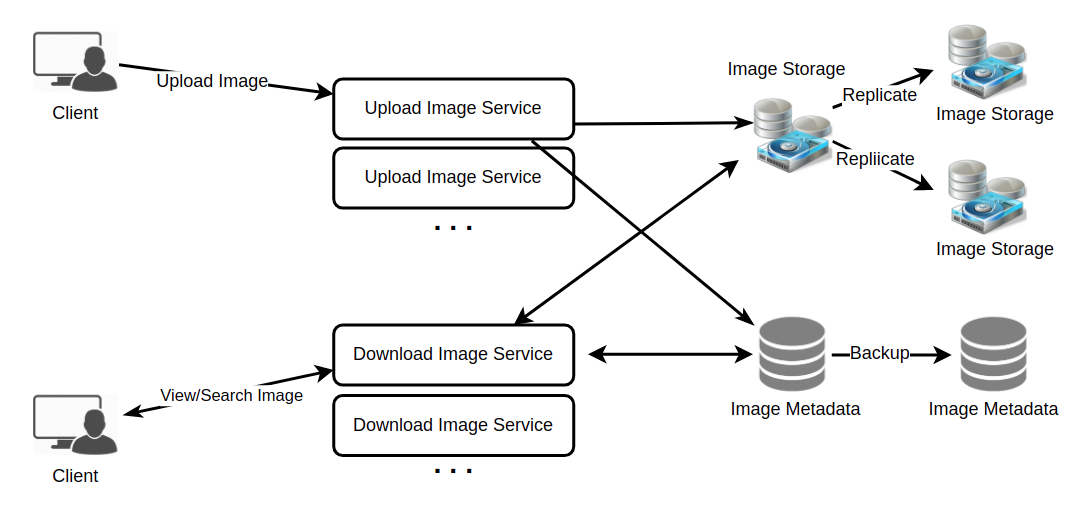 Upload Image
Client
Upload Image Service
Upload Image Service
. . .
Image Storage
Replicate
Repliicate
Image Storage
Image Storage
View/Search Image
Client
Download Image Service
Download Image Service
. . .
Image Metadata
Backup
Image Metadata